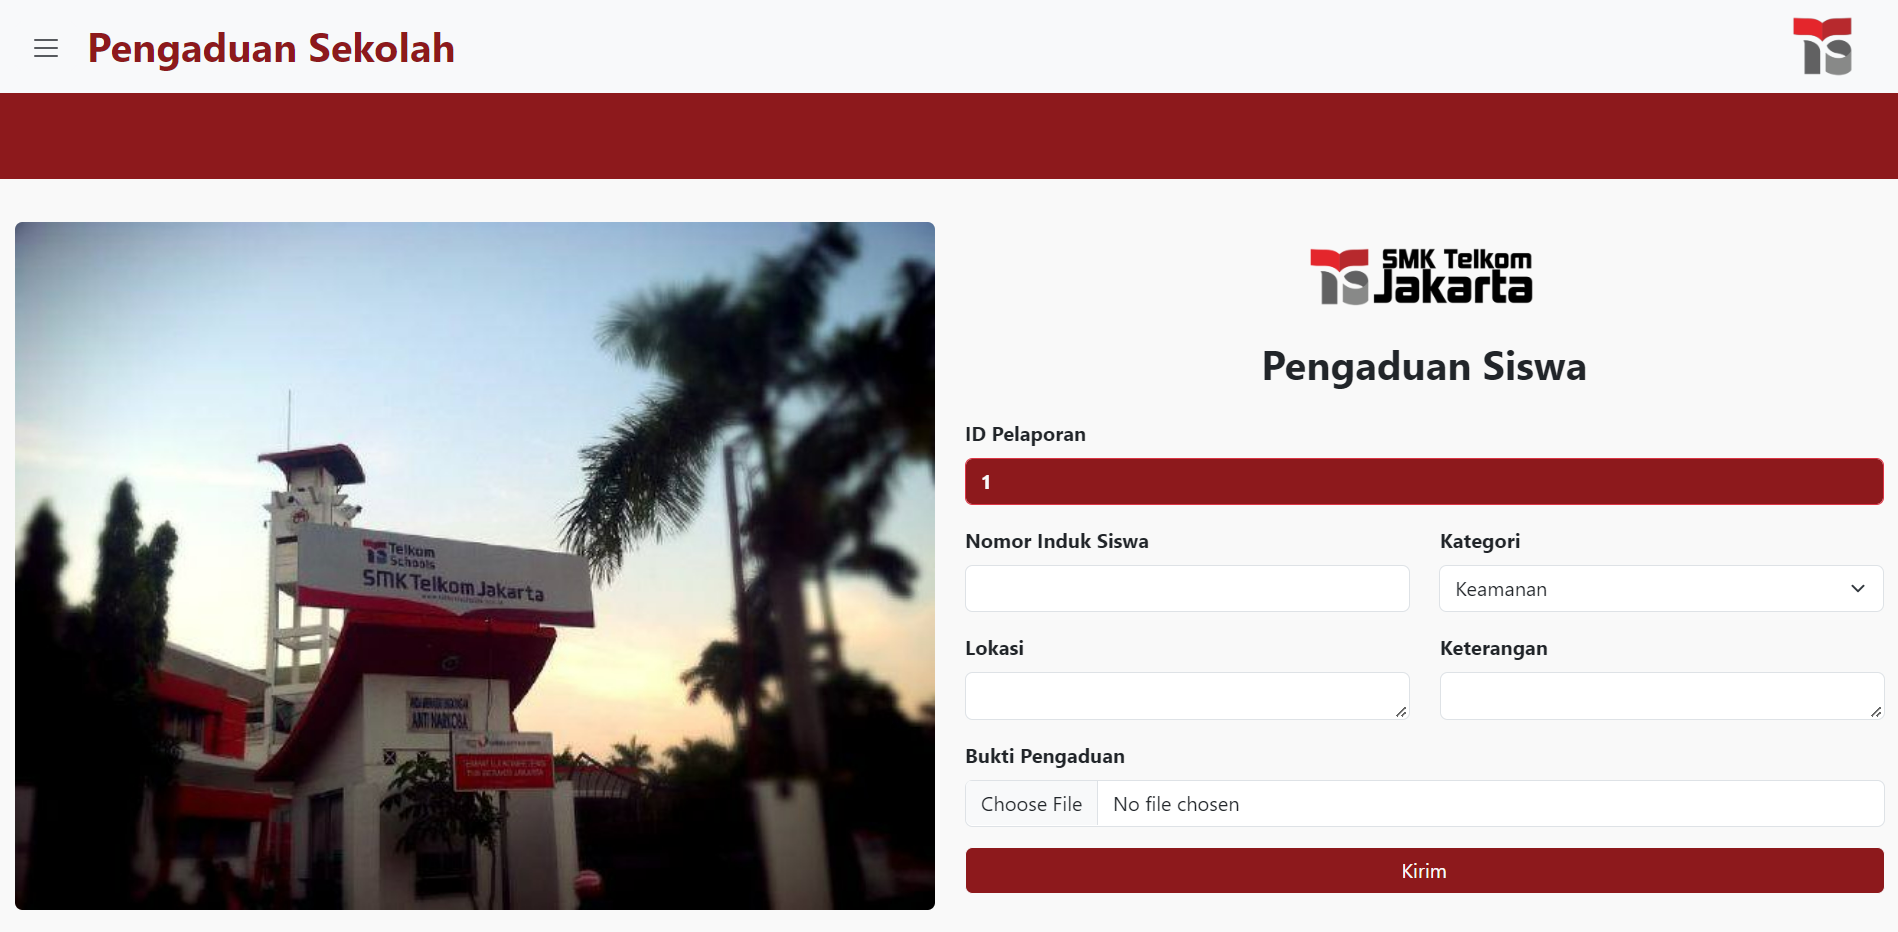 Pengaduan Sekolah
Telkom
Schools
SMK Telkom Jakarta
ANTI NARKOBA
SMK Telkom
Jakarta
Pengaduan Siswa
ID Pelaporan
1
Nomor Induk Siswa
Kategori
Keamanan
Lokasi
Keterangan
Bukti Pengaduan
Choose File
No file chosen
Kirim